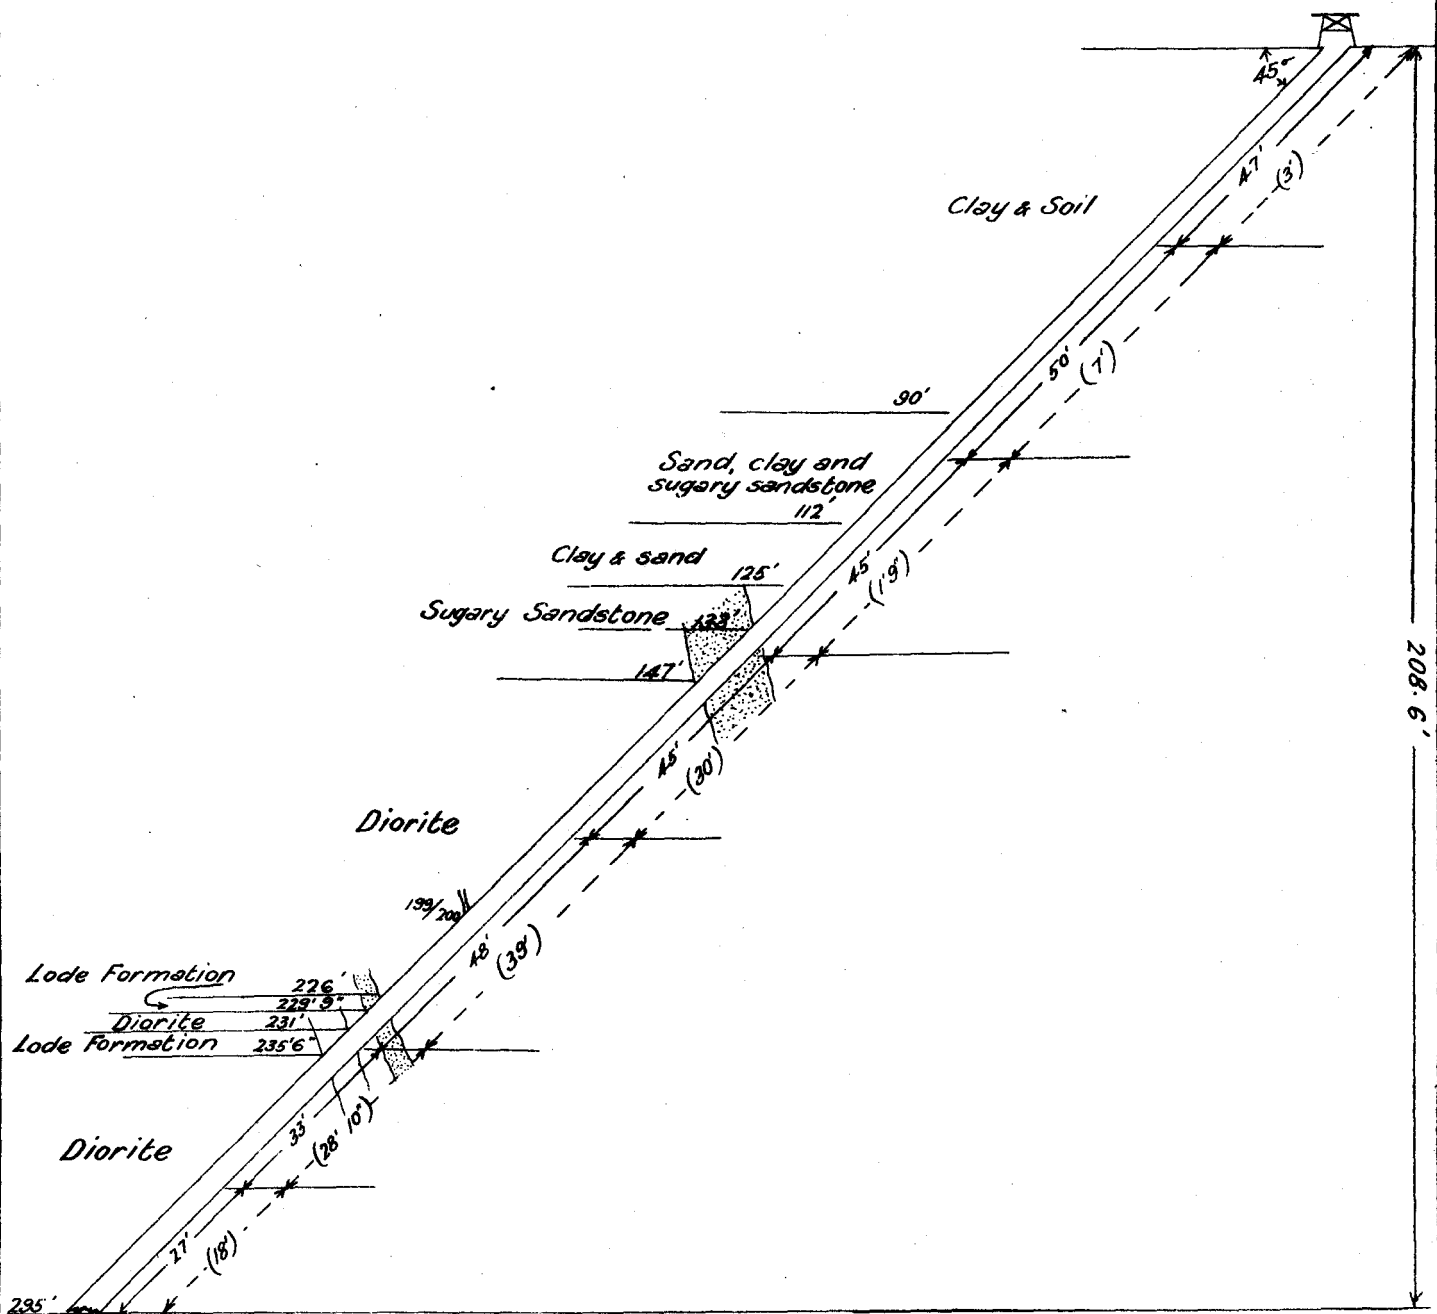 45°
47'
(3')
Clay & Soil
50'
(7')
90'
Sand, clay and
sugary sandstone
112'
45'
(1'9")
Clay & sand
125'
Sugary Sandstone
147'
208.6'
45'
(30')
Diorite
199/200
48'
(39')
Lode Formation
226'
229'9"
Diorite 231'
Lode Formation 235'6"
33'
(28' 10")
Diorite
27'
(18')
295'